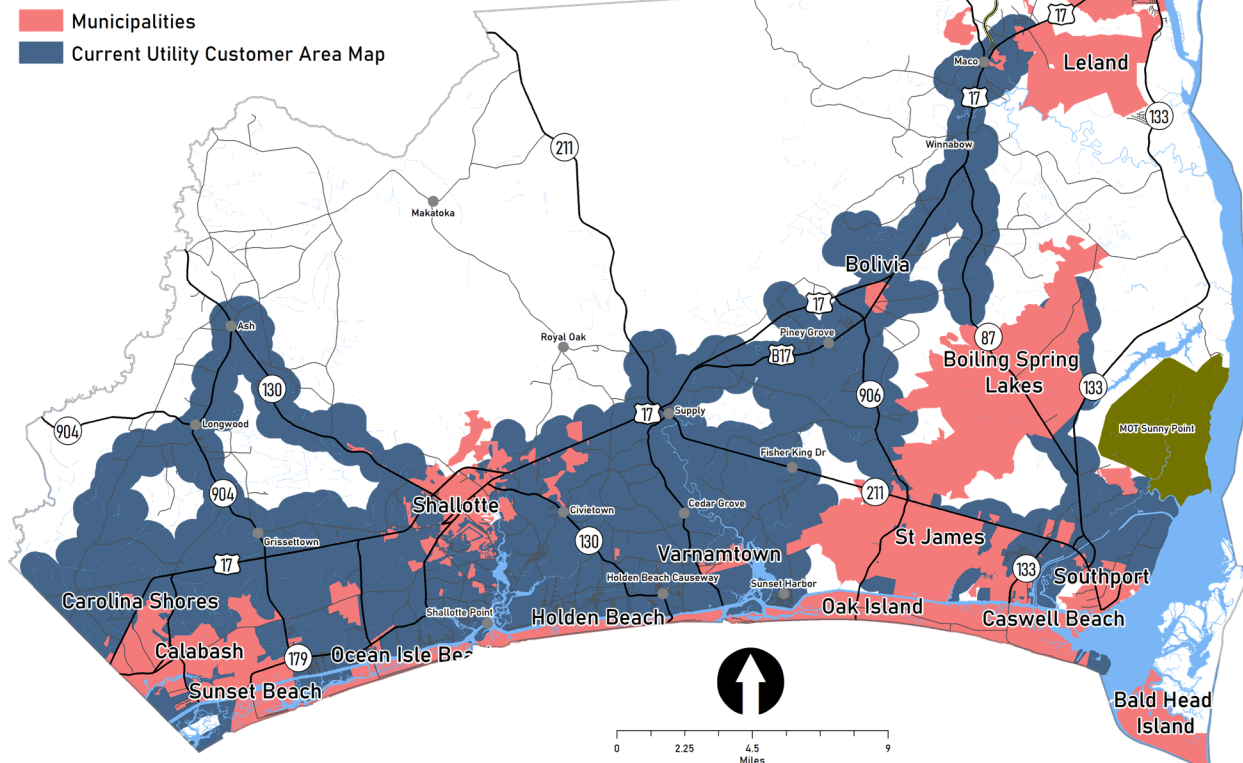 Municipalities
Current Utility Customer Area Map
17
Leland
Maco
17
133
Winnabow
211
Makatoka
Bolivia
17
Ash
Piney Grove
Royal Oak
B17
87
Boiling Spring
Lakes
130
906
133
17
Supply
904
Longwood
MOT Sunny Point
Fisher King Dr
904
211
Shallotte
Cedar Grove
Civietown
Grissettown
130
St James
Varnamtown
17
133
Southport
Holden Beach Causeway
Sunset Harbor
Carolina Shores
Oak Island
Shallotte Point
Holden Beach
Caswell Beach
Calabash
179
Ocean Isle Bea
Sunset Beach
Bald Head
Island
0
2.25
4.5
9
Miles